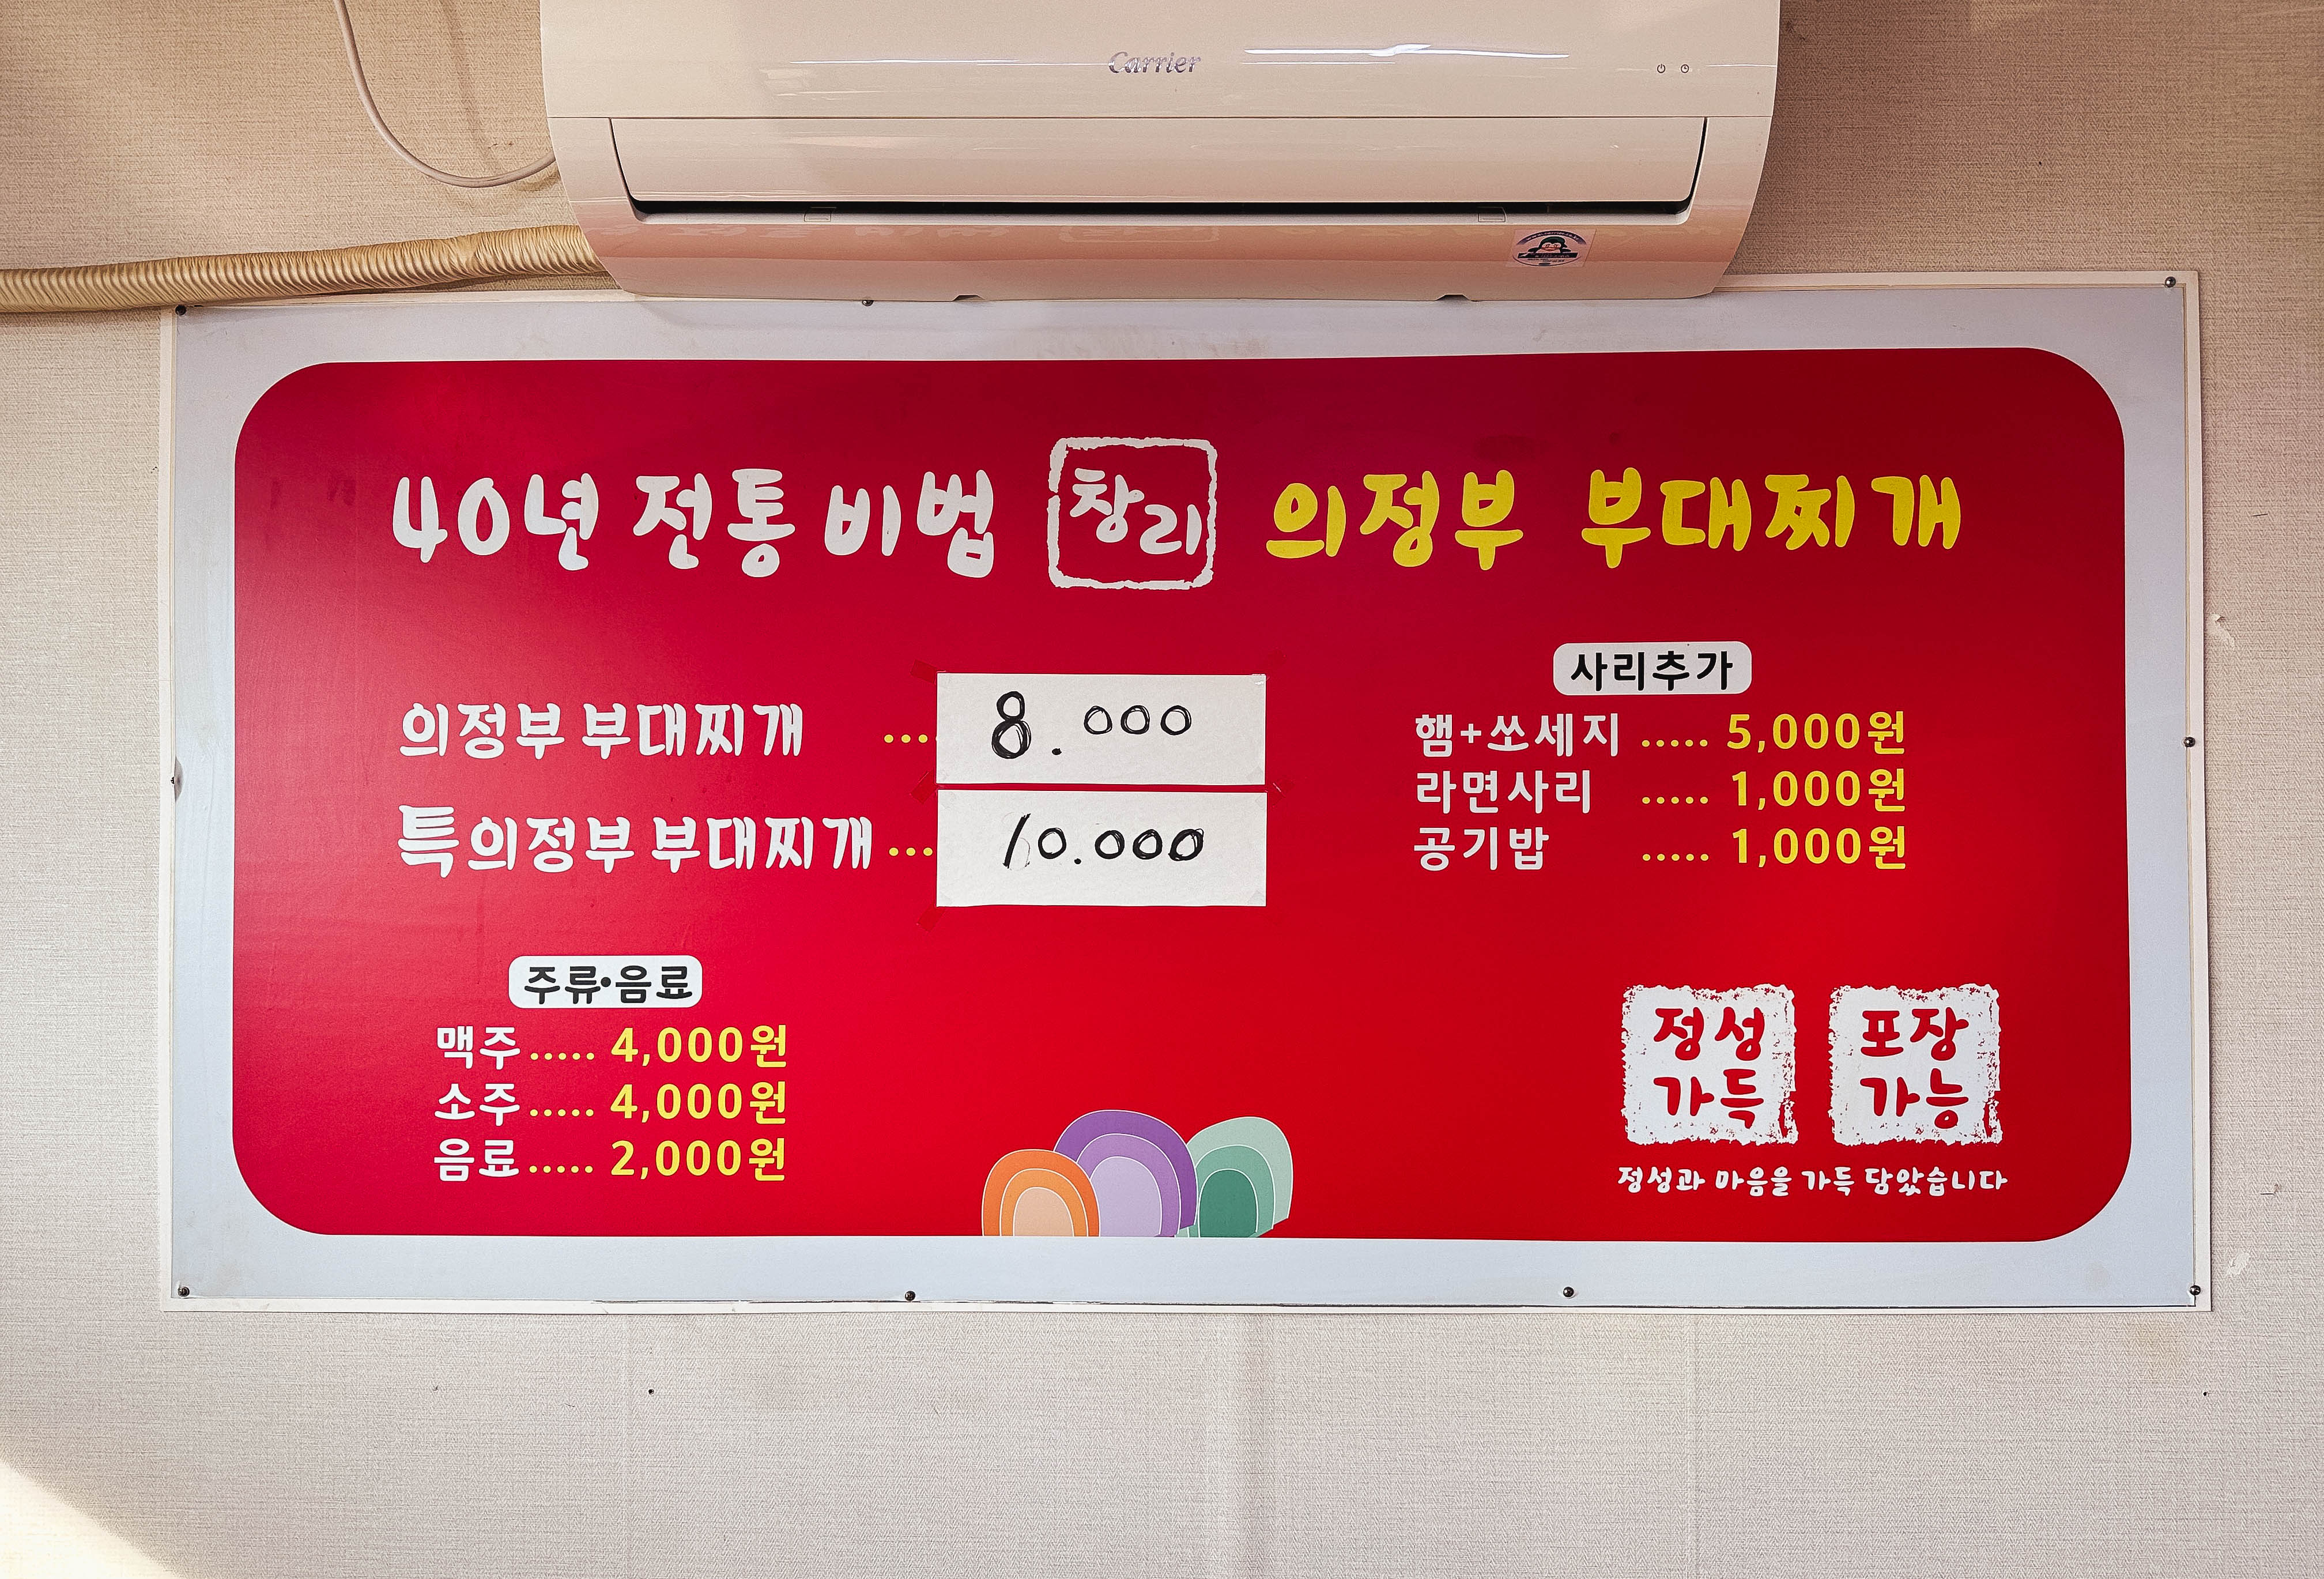 Carrier
40년 전통 비법 창리 의정부 부대찌개
의정부 부대찌개 ... 8.000
특의정부 부대찌개 ... 10.000
사리추가
햄+쏘세지 ..... 5,000원
라면사리 ..... 1,000원
공기밥 ..... 1,000원
주류•음료
맥주 ..... 4,000원
소주 ..... 4,000원
음료 ..... 2,000원
정성
가득
포장
가능
정성과 마음을 가득 담았습니다